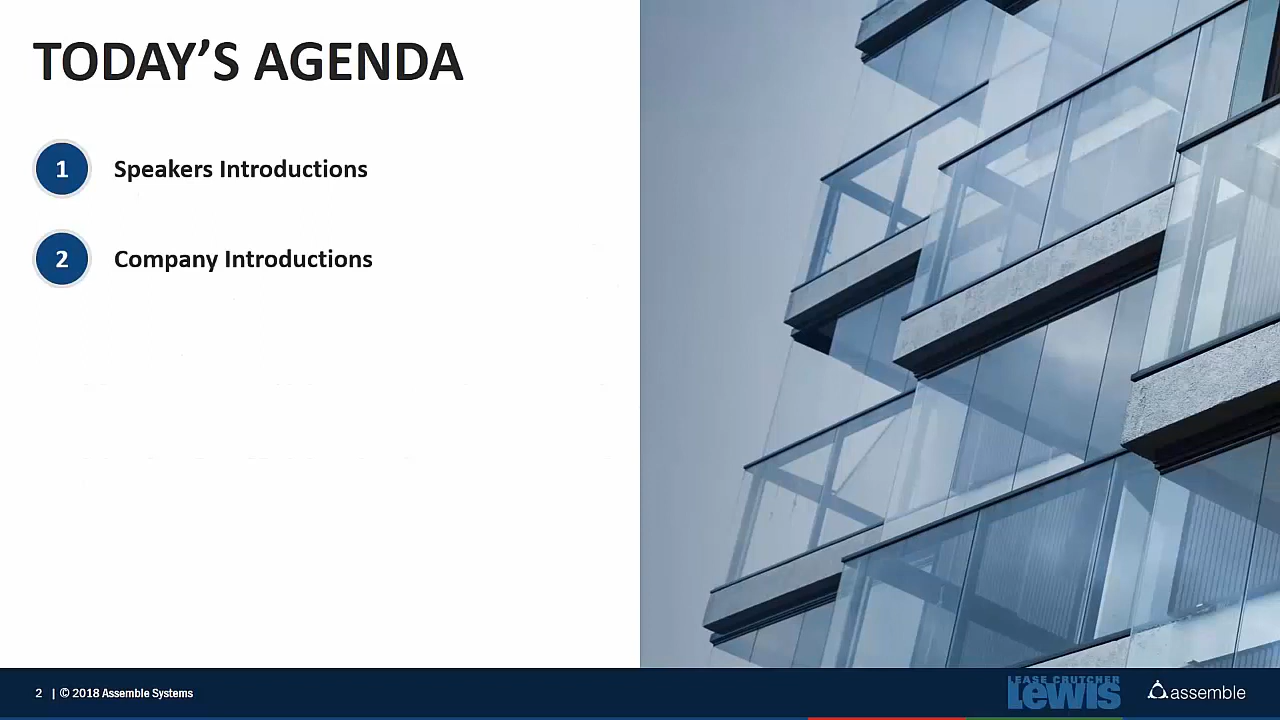 TODAY’S AGENDA
1 Speakers Introductions
2 Company Introductions
2 | © 2018 Assemble Systems
LEASE CRUTCHER
Lewis
assemble